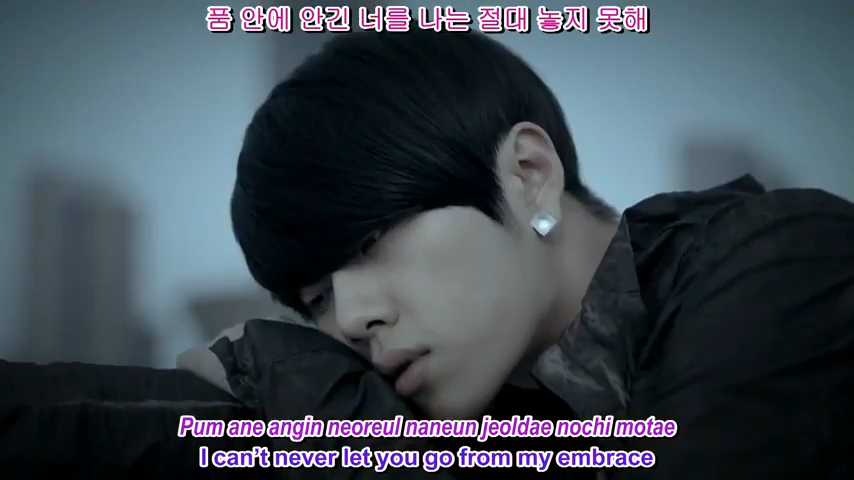 품 안에 안긴 너를 나는 절대 놓지 못해
Pum ane angin neoreul naneun jeoldae nochi motae
I can't never let you go from my embrace